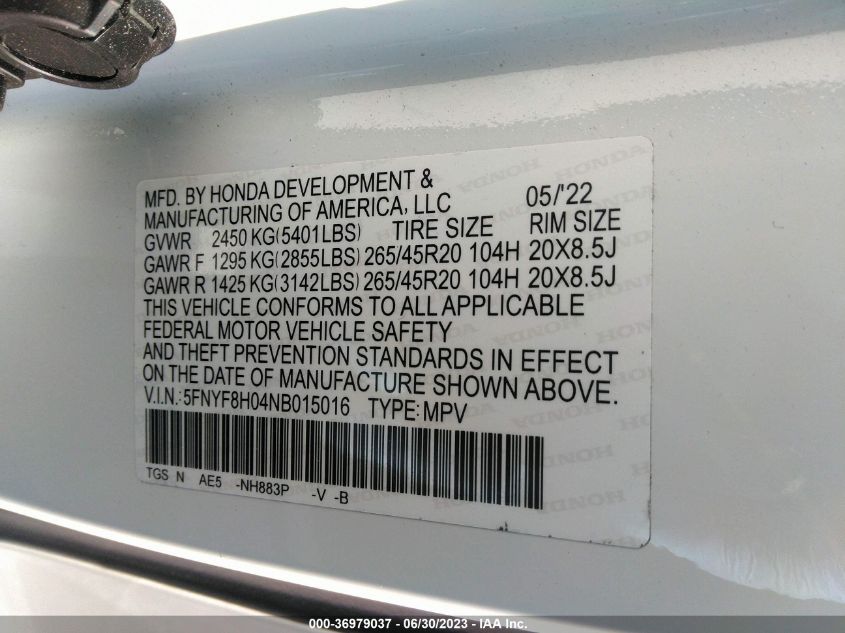 MFD. BY HONDA DEVELOPMENT &
MANUFACTURING OF AMERICA, LLC 05/'22
GVWR 2450 KG(5401LBS) TIRE SIZE RIM SIZE
GAWR F 1295 KG(2855LBS) 265/45R20 104H 20X8.5J
GAWR R 1425 KG(3142LBS) 265/45R20 104H 20X8.5J
THIS VEHICLE CONFORMS TO ALL APPLICABLE
FEDERAL MOTOR VEHICLE SAFETY
AND THEFT PREVENTION STANDARDS IN EFFECT
ON THE DATE OF MANUFACTURE SHOWN ABOVE.
V.I.N.:5FNYF8H04NB015016 TYPE:MPV
TGS N AE5 -NH883P -V -B
000-36979037 - 06/30/2023 - IAA Inc.